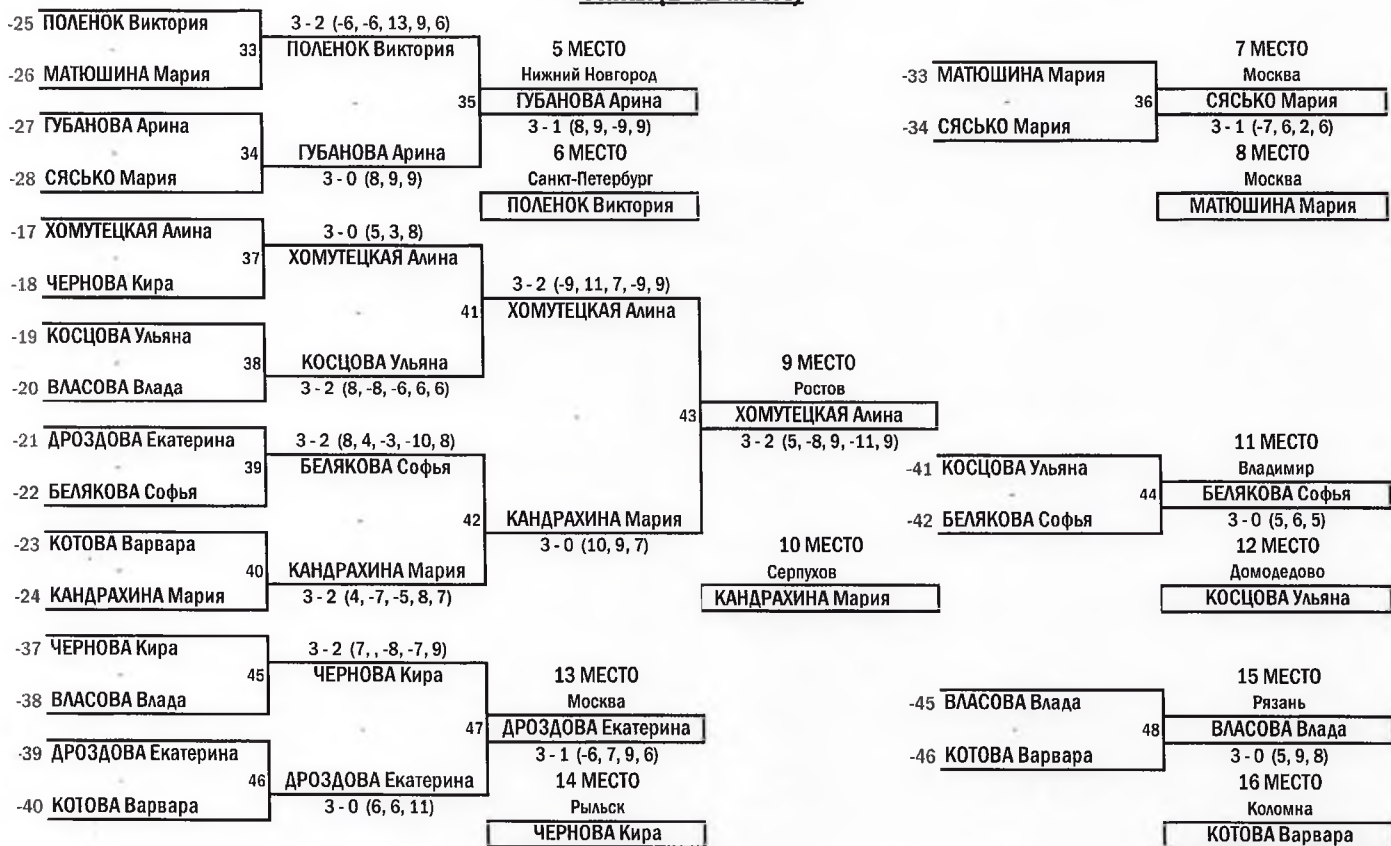 -25 ПОЛЕНОК Виктория
3 - 2 (-6, -6, 13, 9, 6)
33
ПОЛЕНОК Виктория
-26 МАТЮШИНА Мария
5 МЕСТО
Нижний Новгород
35
ГУБАНОВА Арина
3 - 1 (8, 9, -9, 9)
-27 ГУБАНОВА Арина
34
ГУБАНОВА Арина
3 - 0 (8, 9, 9)
-28 СЯСЬКО Мария
6 МЕСТО
Санкт-Петербург
ПОЛЕНОК Виктория
-33 МАТЮШИНА Мария
36
-34 СЯСЬКО Мария
7 МЕСТО
Москва
СЯСЬКО Мария
3 - 1 (-7, 6, 2, 6)
8 МЕСТО
Москва
МАТЮШИНА Мария
-17 ХОМУТЕЦКАЯ Алина
3 - 0 (5, 3, 8)
37
ХОМУТЕЦКАЯ Алина
-18 ЧЕРНОВА Кира
3 - 2 (-9, 11, 7, -9, 9)
41
ХОМУТЕЦКАЯ Алина
-19 КОСЦОВА Ульяна
38
КОСЦОВА Ульяна
-20 ВЛАСОВА Влада
3 - 2 (8, -8, -6, 6, 6)
9 МЕСТО
Ростов
43
ХОМУТЕЦКАЯ Алина
3 - 2 (5, -8, 9, -11, 9)
-21 ДРОЗДОВА Екатерина
3 - 2 (8, 4, -3, -10, 8)
39
БЕЛЯКОВА Софья
-22 БЕЛЯКОВА Софья
42
КАНДРАХИНА Мария
3 - 0 (10, 9, 7)
-23 КОТОВА Варвара
40
КАНДРАХИНА Мария
-24 КАНДРАХИНА Мария
3 - 2 (4, -7, -5, 8, 7)
10 МЕСТО
Серпухов
КАНДРАХИНА Мария
-41 КОСЦОВА Ульяна
44
-42 БЕЛЯКОВА Софья
11 МЕСТО
Владимир
БЕЛЯКОВА Софья
3 - 0 (5, 6, 5)
12 МЕСТО
Домодедово
КОСЦОВА Ульяна
-37 ЧЕРНОВА Кира
3 - 2 (7, , -8, -7, 9)
45
ЧЕРНОВА Кира
-38 ВЛАСОВА Влада
13 МЕСТО
Москва
47
ДРОЗДОВА Екатерина
3 - 1 (-6, 7, 9, 6)
-39 ДРОЗДОВА Екатерина
46
ДРОЗДОВА Екатерина
-40 КОТОВА Варвара
3 - 0 (6, 6, 11)
14 МЕСТО
Рыльск
ЧЕРНОВА Кира
-45 ВЛАСОВА Влада
48
-46 КОТОВА Варвара
15 МЕСТО
Рязань
ВЛАСОВА Влада
3 - 0 (5, 9, 8)
16 МЕСТО
Коломна
КОТОВА Варвара